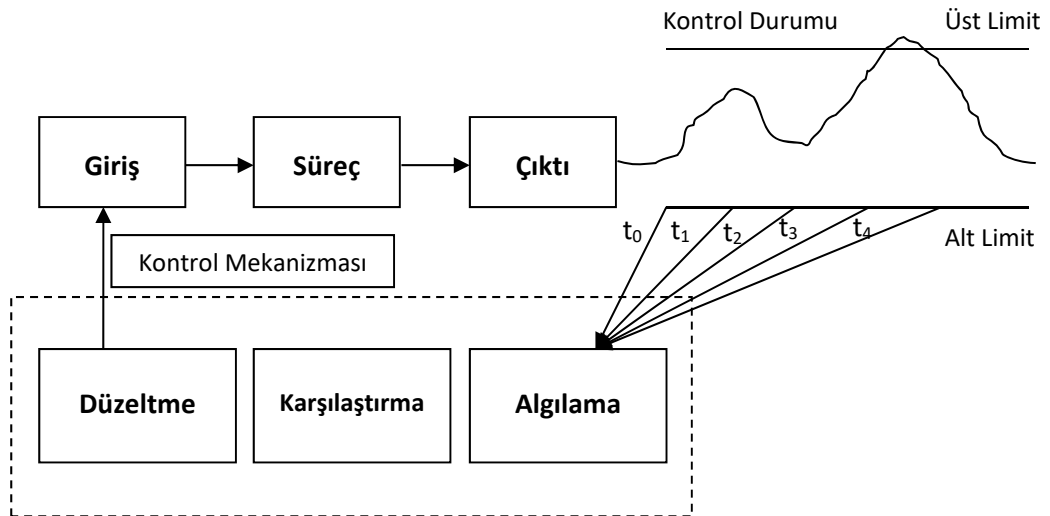 Kontrol Durumu
Üst Limit
Giriş
Süreç
Çıktı
t0
t1
t2
t3
t4
Alt Limit
Kontrol Mekanizması
Düzeltme
Karşılaştırma
Algılama